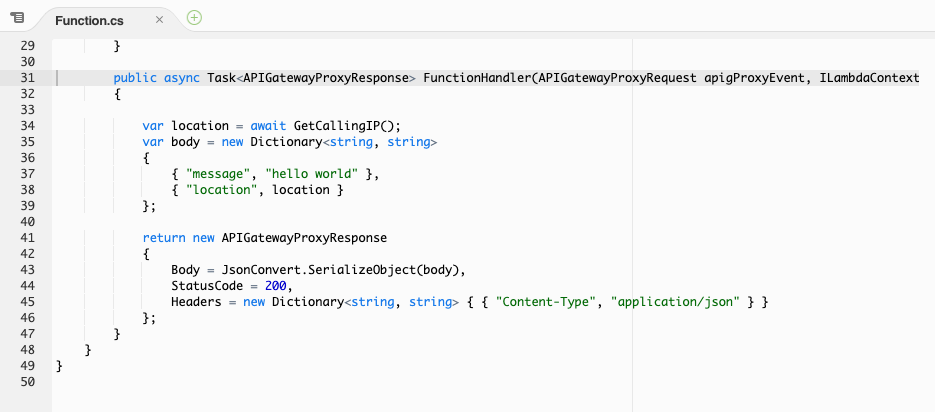 Function.cs
29 }
30
31 public async Task<APIGatewayProxyResponse> FunctionHandler(APIGatewayProxyRequest apigProxyEvent, ILambdaContext
32 {
33
34 var location = await GetCallingIP();
35 var body = new Dictionary<string, string>
36 {
37 { "message", "hello world" },
38 { "location", location }
39 };
40
41 return new APIGatewayProxyResponse
42 {
43 Body = JsonConvert.SerializeObject(body),
44 StatusCode = 200,
45 Headers = new Dictionary<string, string> { { "Content-Type", "application/json" } }
46 };
47 }
48 }
49 }
50